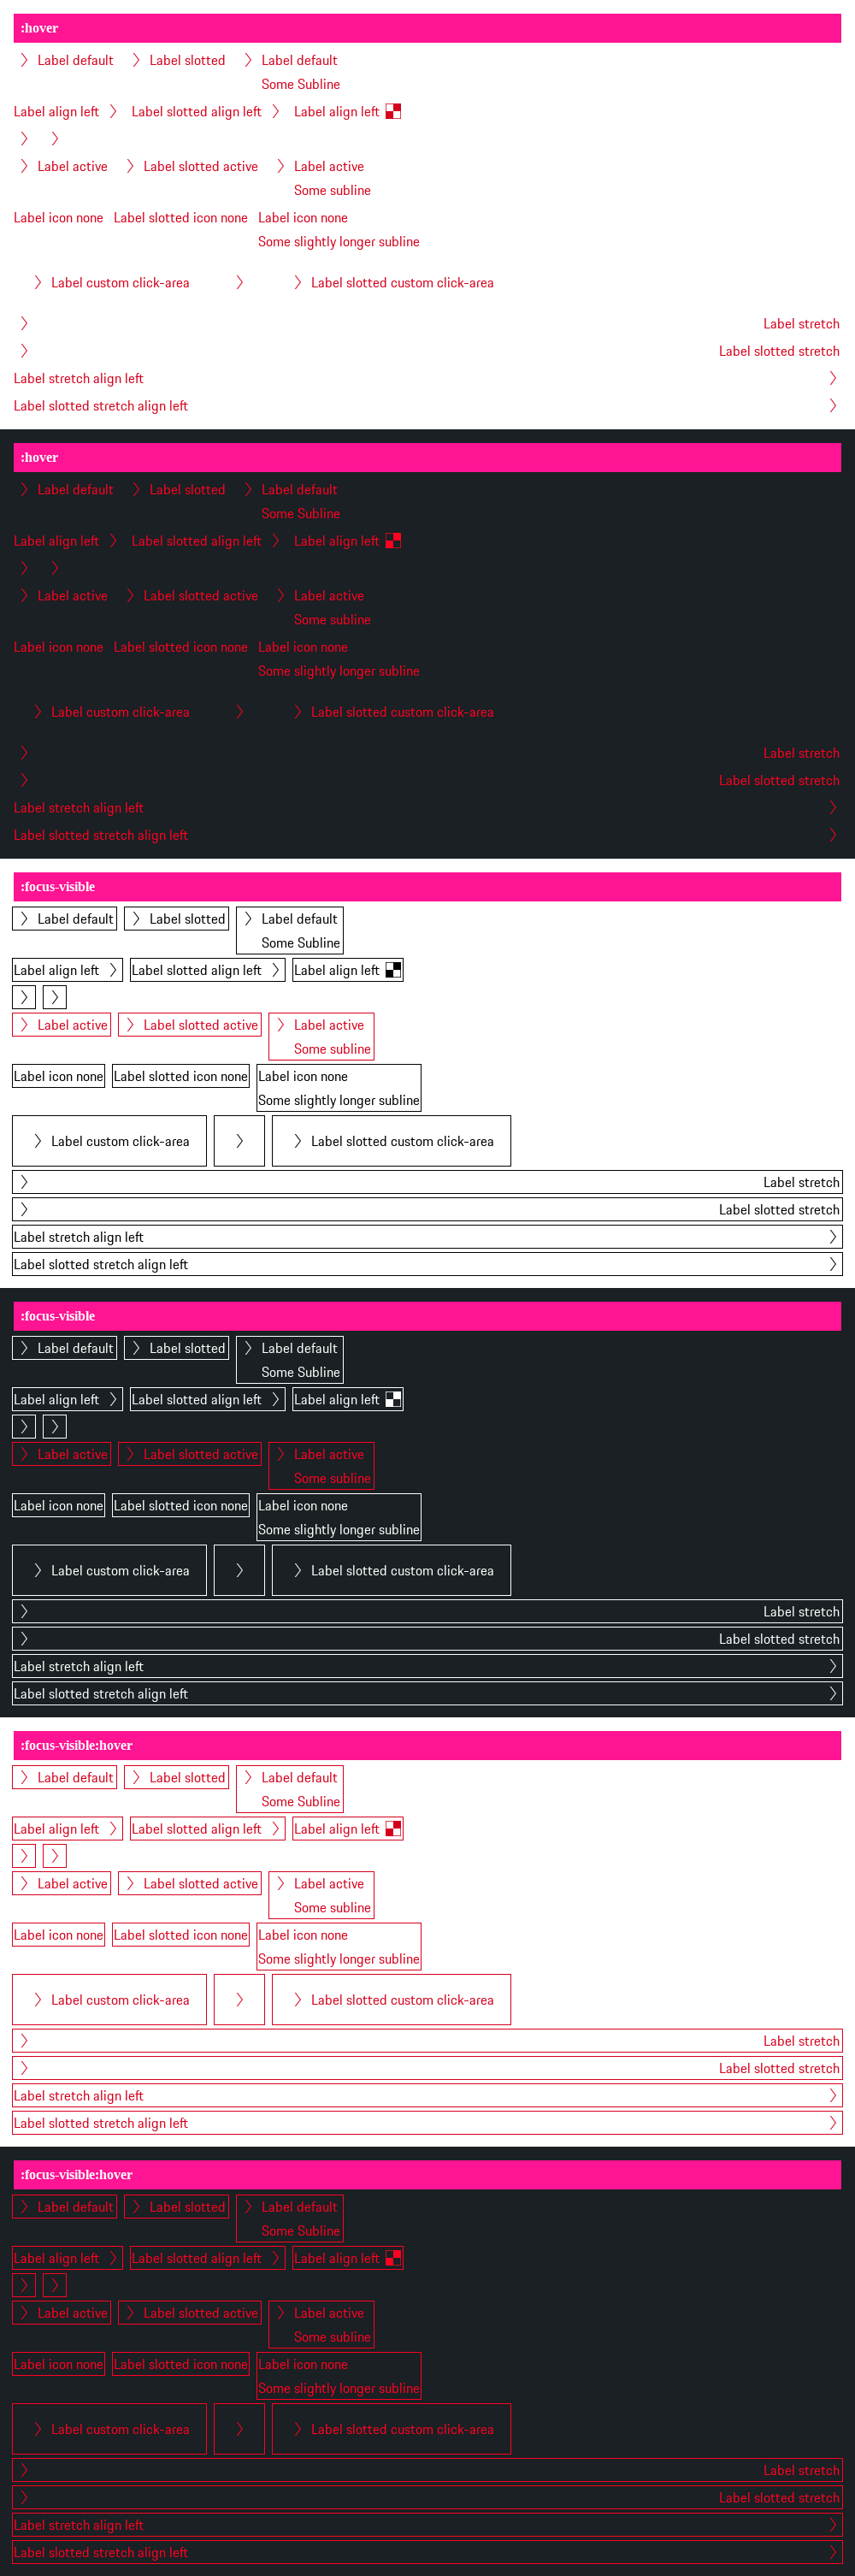 :hover
Label default Label slotted Label default
Some Subline
Label align left Label slotted align left Label align left
Label active Label slotted active Label active
Some subline
Label icon none Label slotted icon none Label icon none
Some slightly longer subline
Label custom click-area Label slotted custom click-area
Label stretch
Label slotted stretch
Label stretch align left
Label slotted stretch align left
:hover
Label default Label slotted Label default
Some Subline
Label align left Label slotted align left Label align left
Label active Label slotted active Label active
Some subline
Label icon none Label slotted icon none Label icon none
Some slightly longer subline
Label custom click-area Label slotted custom click-area
Label stretch
Label slotted stretch
Label stretch align left
Label slotted stretch align left
:focus-visible
Label default Label slotted Label default
Some Subline
Label align left Label slotted align left Label align left
Label active Label slotted active Label active
Some subline
Label icon none Label slotted icon none Label icon none
Some slightly longer subline
Label custom click-area Label slotted custom click-area
Label stretch
Label slotted stretch
Label stretch align left
Label slotted stretch align left
:focus-visible
Label default Label slotted Label default
Some Subline
Label align left Label slotted align left Label align left
Label active Label slotted active Label active
Some subline
Label icon none Label slotted icon none Label icon none
Some slightly longer subline
Label custom click-area Label slotted custom click-area
Label stretch
Label slotted stretch
Label stretch align left
Label slotted stretch align left
:focus-visible:hover
Label default Label slotted Label default
Some Subline
Label align left Label slotted align left Label align left
Label active Label slotted active Label active
Some subline
Label icon none Label slotted icon none Label icon none
Some slightly longer subline
Label custom click-area Label slotted custom click-area
Label stretch
Label slotted stretch
Label stretch align left
Label slotted stretch align left
:focus-visible:hover
Label default Label slotted Label default
Some Subline
Label align left Label slotted align left Label align left
Label active Label slotted active Label active
Some subline
Label icon none Label slotted icon none Label icon none
Some slightly longer subline
Label custom click-area Label slotted custom click-area
Label stretch
Label slotted stretch
Label stretch align left
Label slotted stretch align left